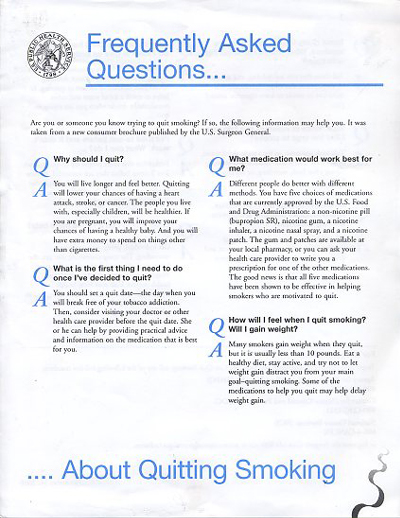 U.S. PUBLIC HEALTH SERVICE
1798
Frequently Asked
Questions...
Are you or someone you know trying to quit smoking? If so, the following information may help you. It was
taken from a new consumer brochure published by the U.S. Surgeon General.
Q
Why should I quit?
A
You will live longer and feel better. Quitting
will lower your chances of having a heart
attack, stroke, or cancer. The people you live
with, especially children, will be healthier. If
you are pregnant, you will improve your
chances of having a healthy baby. And you will
have extra money to spend on things other
than cigarettes.
Q
What is the first thing I need to do
once I've decided to quit?
A
You should set a quit date—the day when you
will break free of your tobacco addiction.
Then, consider visiting your doctor or other
health care provider before the quit date. She
or he can help by providing practical advice
and information on the medication that is best
for you.
Q
What medication would work best for
me?
A
Different people do better with different
methods. You have five choices of medications
that are currently approved by the U.S. Food
and Drug Administration: a non-nicotine pill
(bupropion SR), nicotine gum, a nicotine
inhaler, a nicotine nasal spray, and a nicotine
patch. The gum and patches are available at
your local pharmacy, or you can ask your
health care provider to write you a
prescription for one of the other medications.
The good news is that all five medications
have been shown to be effective in helping
smokers who are motivated to quit.
Q
How will I feel when I quit smoking?
Will I gain weight?
A
Many smokers gain weight when they quit,
but it is usually less than 10 pounds. Eat a
healthy diet, stay active, and try not to let
weight gain distract you from your main
goal–quitting smoking. Some of the
medications to help you quit may help delay
weight gain.
.... About Quitting Smoking